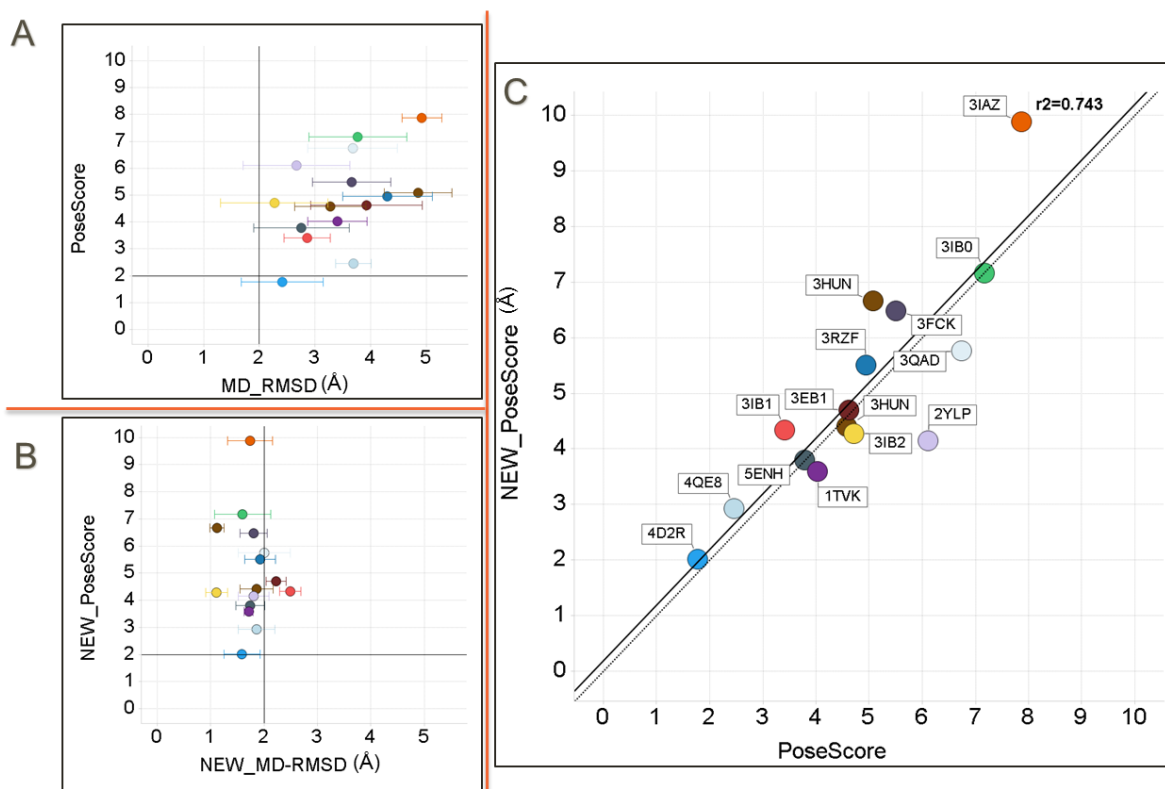 A
10
9
8
7
6
5
4
3
2
1
0
PoseScore
0 1 2 3 4 5
MD_RMSD (Å)
B
10
9
8
7
6
5
4
3
2
1
0
NEW_PoseScore
0 1 2 3 4 5
NEW_MD-RMSD (Å)
C
10
9
8
7
6
5
4
3
2
1
0
NEW_PoseScore (Å)
3IAZ
r2=0.743
3IB0
3HUN
3FCK
3RZF
3QAD
3EB1
3HUN
3IB1
2YLP
3IB2
5ENH
1TVK
4QE8
4D2R
0 1 2 3 4 5 6 7 8 9 10
PoseScore